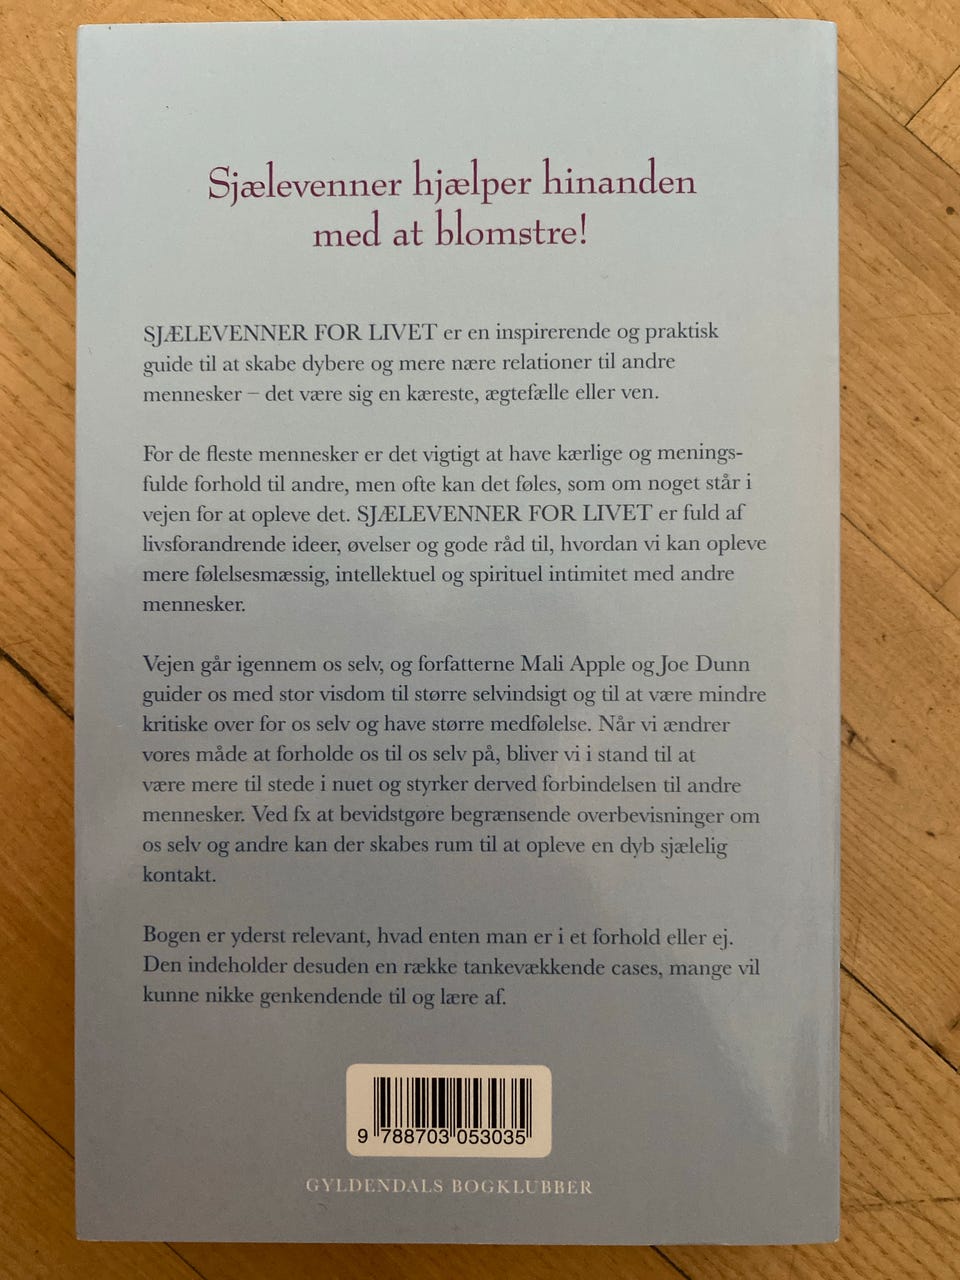 Sjælevenner hjælper hinanden
med at blomstre!
SJÆLEVENNER FOR LIVET er en inspirerende og praktisk
guide til at skabe dybere og mere nære relationer til andre
mennesker – det være sig en kæreste, ægtefælle eller ven.
For de fleste mennesker er det vigtigt at have kærlige og menings-
fulde forhold til andre, men ofte kan det føles, som om noget står i
vejen for at opleve det. SJÆLEVENNER FOR LIVET er fuld af
livsforandrende ideer, øvelser og gode råd til, hvordan vi kan opleve
mere følelsesmæssig, intellektuel og spirituel intimitet med andre
mennesker.
Vejen går igennem os selv, og forfatterne Mali Apple og Joe Dunn
guider os med stor visdom til større selvindsigt og til at være mindre
kritiske over for os selv og have større medfølelse. Når vi ændrer
vores måde at forholde os til os selv på, bliver vi i stand til at
være mere til stede i nuet og styrker derved forbindelsen til andre
mennesker. Ved fx at bevidstgøre begrænsende overbevisninger om
os selv og andre kan der skabes rum til at opleve en dyb sjælelig
kontakt.
Bogen er yderst relevant, hvad enten man er i et forhold eller ej.
Den indeholder desuden en række tankevækkende cases, mange vil
kunne nikke genkendende til og lære af.
9 788703 053035
GYLDENDALS BOGKLUBBER